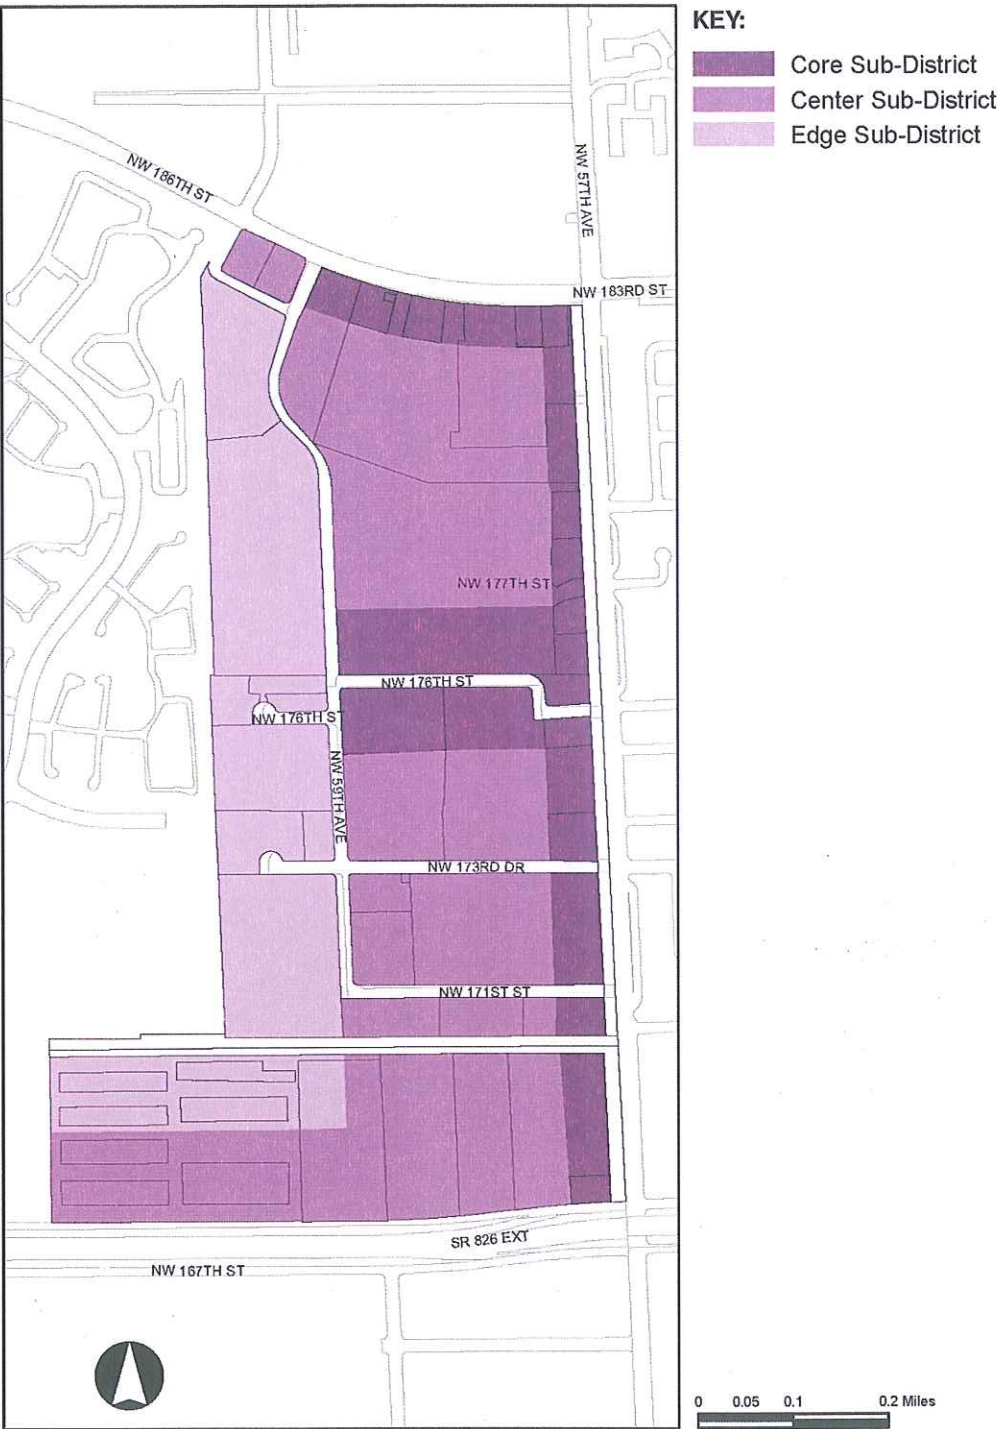 KEY:
Core Sub-District
Center Sub-District
Edge Sub-District
NW 186TH ST
NW 57TH AVE
NW 183RD ST
NW 177TH ST
NW 176TH ST
NW 176TH ST
NW 59TH AVE
NW 173RD DR
NW 171ST ST
SR 826 EXT
NW 167TH ST
0 0.05 0.1 0.2 Miles